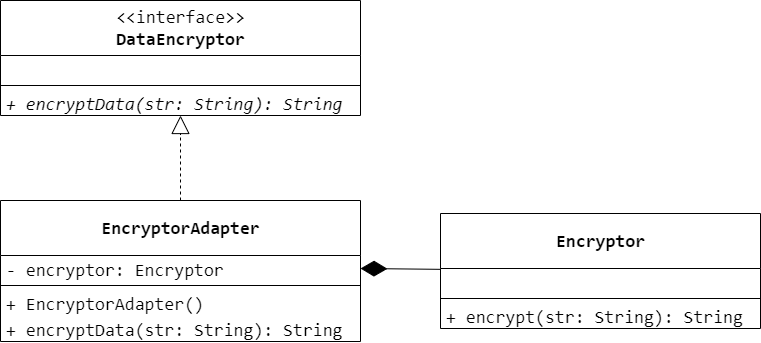 <<interface>>
DataEncryptor
+ encryptData(str: String): String
EncryptorAdapter
- encryptor: Encryptor
+ EncryptorAdapter()
+ encryptData(str: String): String
Encryptor
+ encrypt(str: String): String